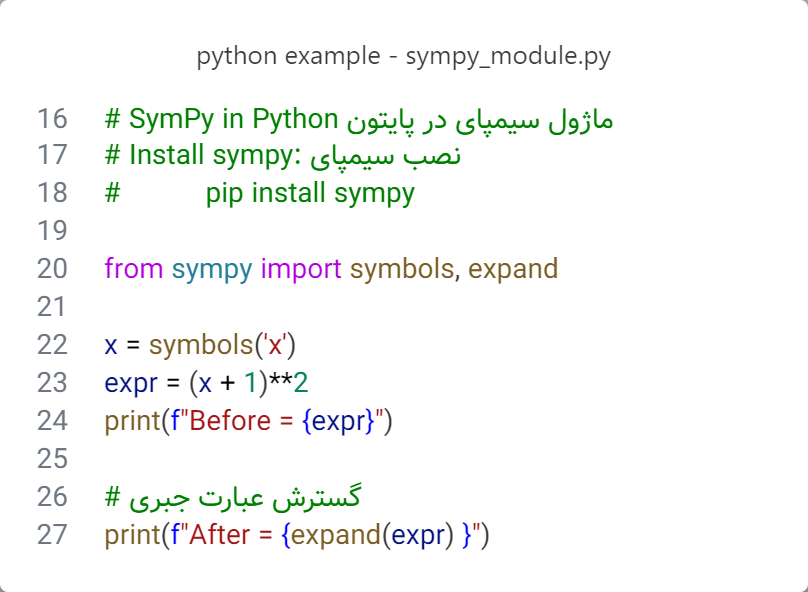 python example - sympy_module.py
16 # SymPy in Python ماژول سیمپای در پایتون
17 # Install sympy: نصب سیمپای
18 # pip install sympy
19
20 from sympy import symbols, expand
21
22 x = symbols('x')
23 expr = (x + 1)**2
24 print(f"Before = {expr}")
25
26 # گسترش عبارت جبری
27 print(f"After = {expand(expr) }")